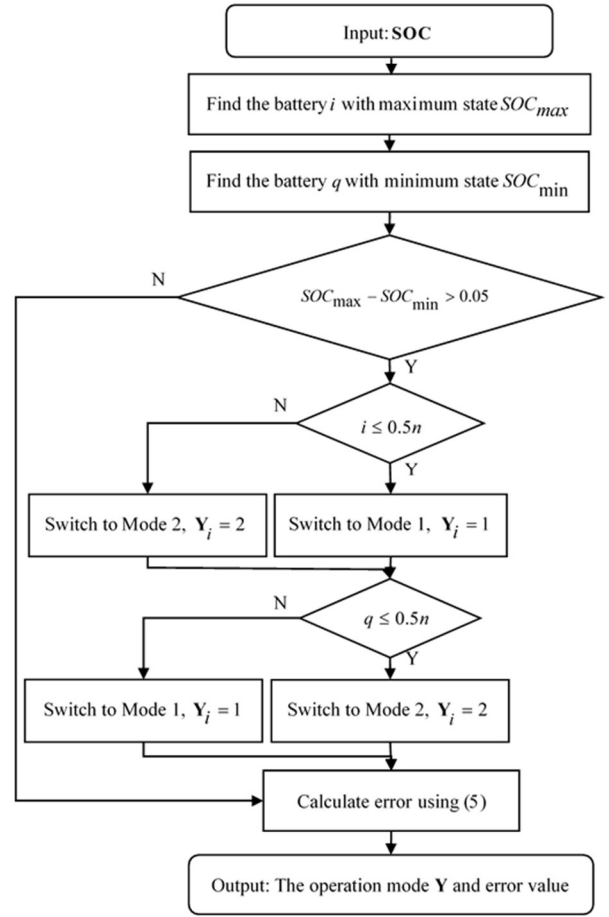 Input: SOC
Find the battery i with maximum state SOCmax
Find the battery q with minimum state SOCmin
N
SOCmax − SOCmin > 0.05
Y
N
i ≤ 0.5n
Y
Switch to Mode 2, Yi = 2
Switch to Mode 1, Yi = 1
N
q ≤ 0.5n
Y
Switch to Mode 1, Yi = 1
Switch to Mode 2, Yi = 2
Calculate error using (5)
Output: The operation mode Y and error value